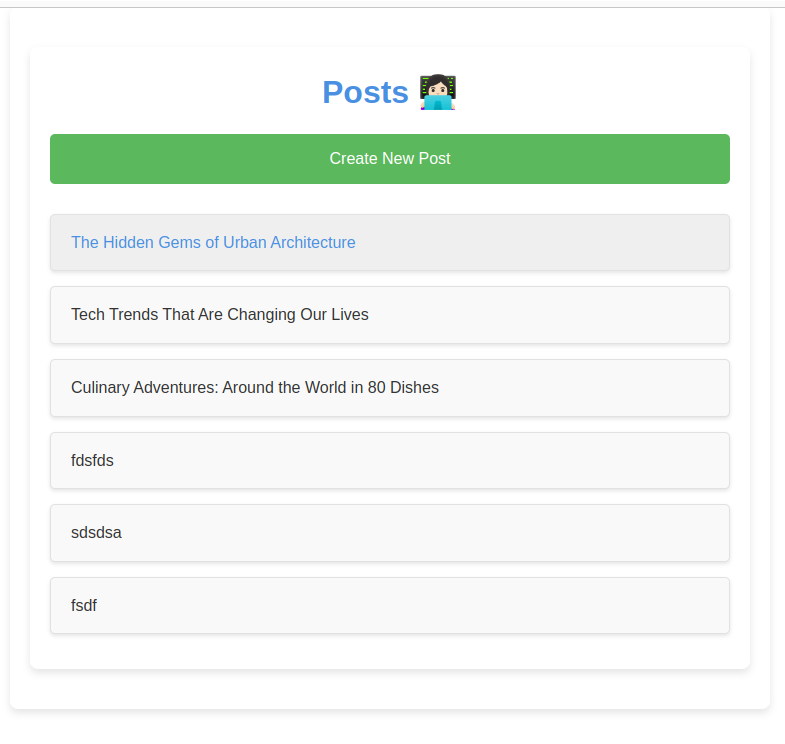 Posts 👩🏻‍💻
Create New Post
The Hidden Gems of Urban Architecture
Tech Trends That Are Changing Our Lives
Culinary Adventures: Around the World in 80 Dishes
fdsfds
sdsdsa
fsdf